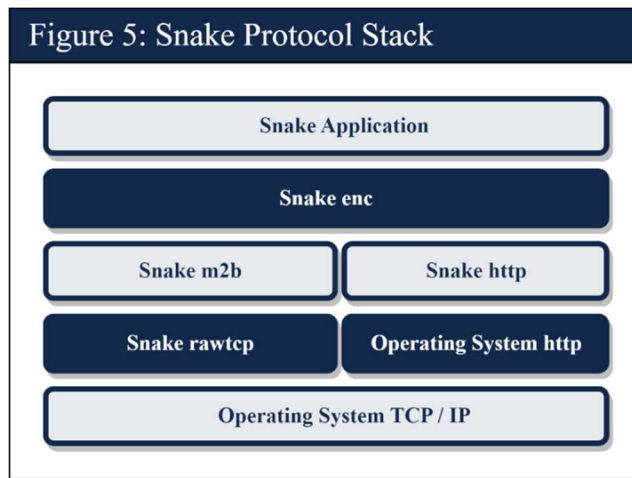 Figure 5: Snake Protocol Stack
Snake Application
Snake enc
Snake m2b
Snake http
Snake rawtcp
Operating System http
Operating System TCP / IP